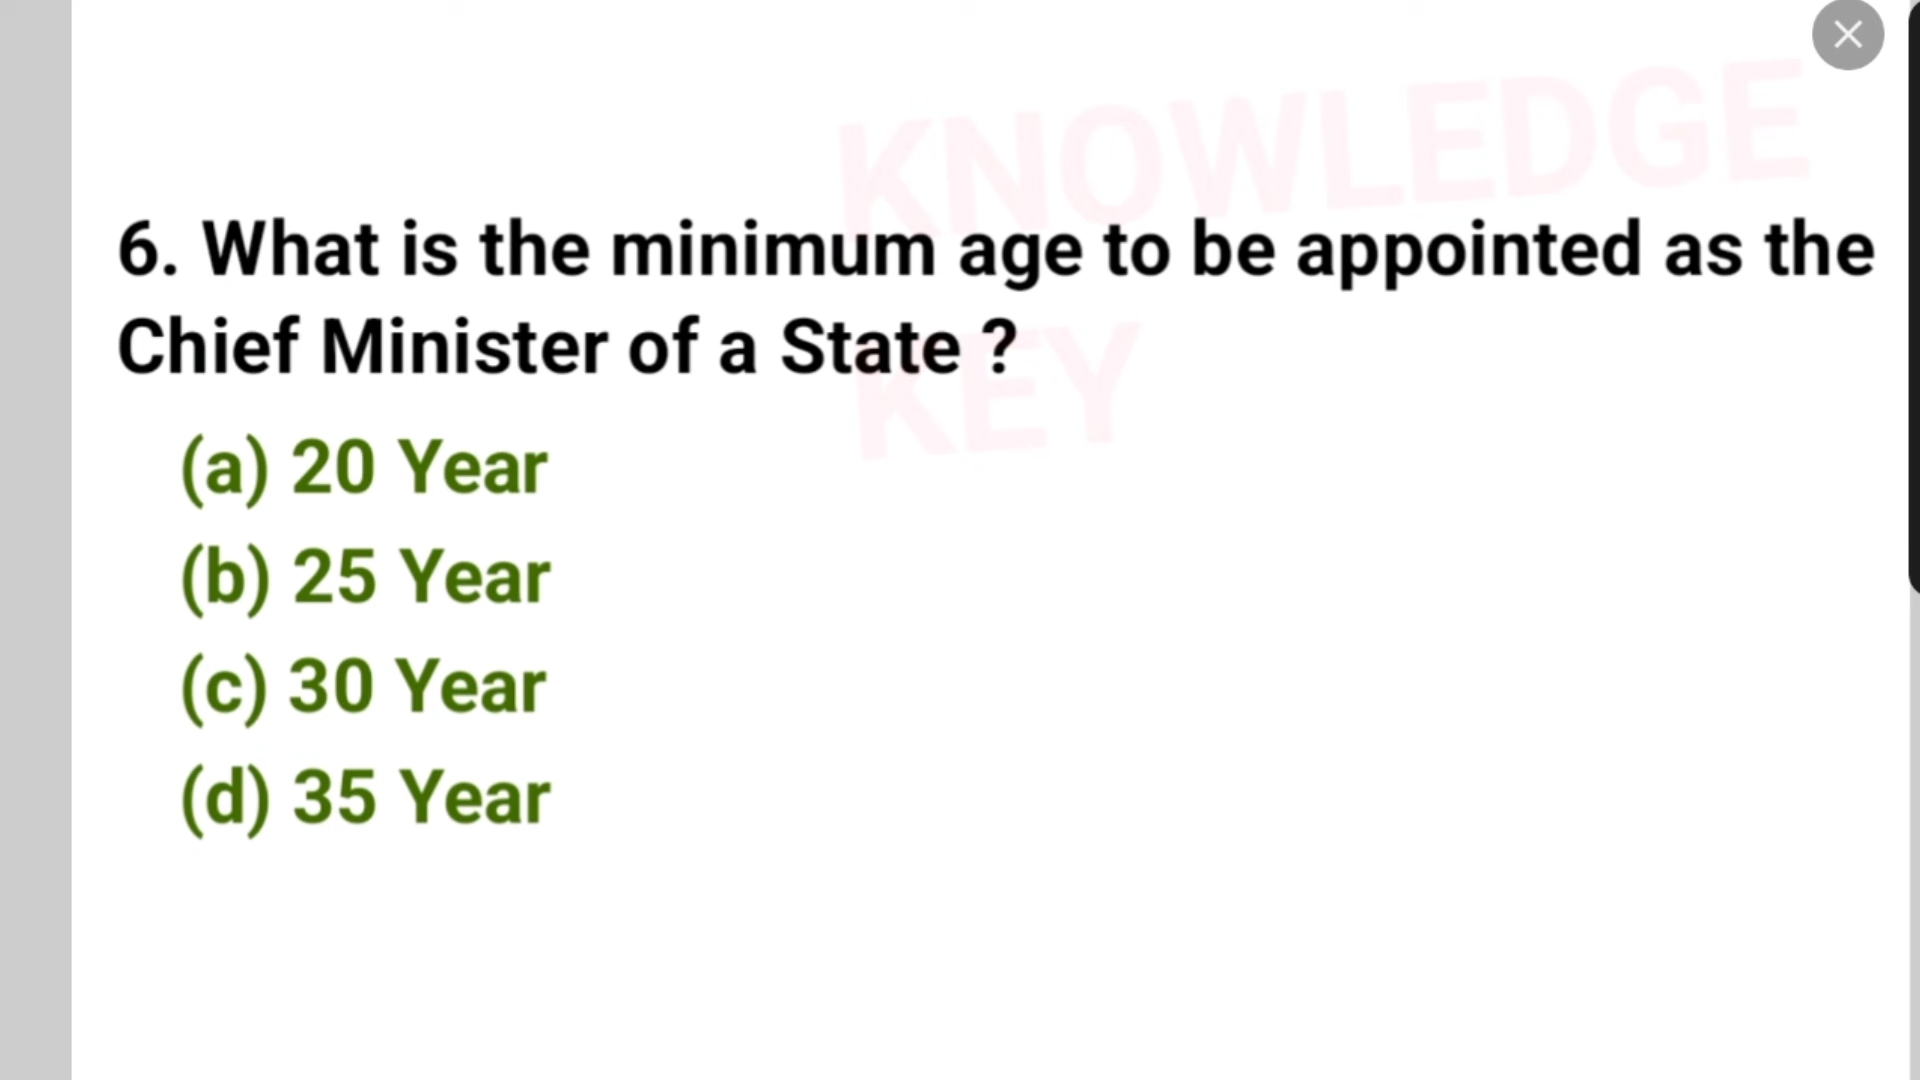 KNOWLEDGE
6. What is the minimum age to be appointed as the
Chief Minister of a State ?
KEY
(a) 20 Year
(b) 25 Year
(c) 30 Year
(d) 35 Year